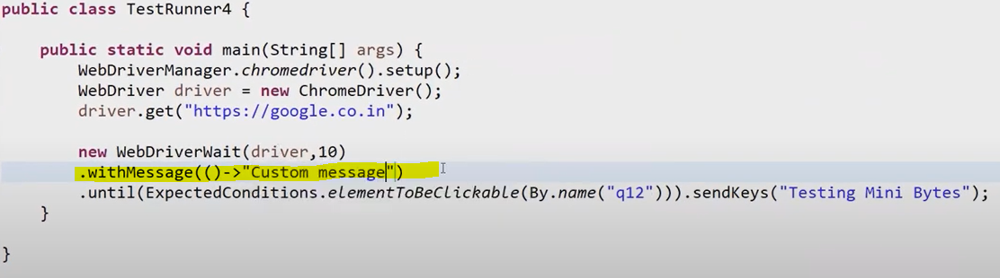 public class TestRunner4 {
public static void main(String[] args) {
WebDriverManager.chromedriver().setup();
WebDriver driver = new ChromeDriver();
driver.get("https://google.co.in");
new WebDriverWait(driver,10)
.withMessage(()->"Custom message")
.until(ExpectedConditions.elementToBeClickable(By.name("q12"))).sendKeys("Testing Mini Bytes");
}
}